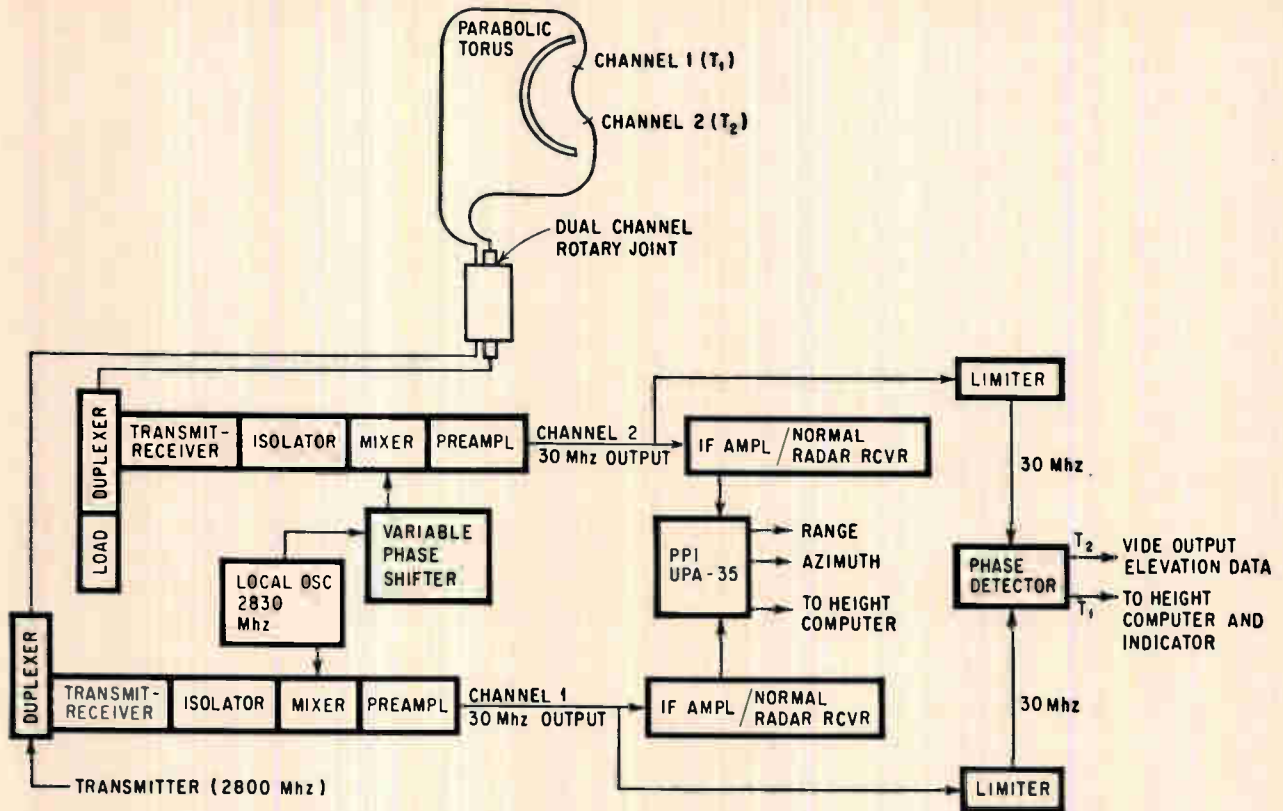 PARABOLIC
TORUS
CHANNEL 1 (T₁)
CHANNEL 2 (T₂)
DUAL CHANNEL
ROTARY JOINT
LIMITER
DUPLEXER
LOAD
TRANSMIT-
RECEIVER
ISOLATOR
MIXER
PREAMPL
CHANNEL 2
30 Mhz OUTPUT
IF AMPL / NORMAL
RADAR RCVR
30 Mhz
VARIABLE
PHASE
SHIFTER
LOCAL OSC
2830
Mhz
PPI
UPA-35
RANGE
AZIMUTH
TO HEIGHT
COMPUTER
PHASE
DETECTOR
T₂
VIDE OUTPUT
ELEVATION DATA
T₁
TO HEIGHT
COMPUTER AND
INDICATOR
DUPLEXER
TRANSMIT-
RECEIVER
ISOLATOR
MIXER
PREAMPL
CHANNEL 1
30 Mhz OUTPUT
IF AMPL / NORMAL
RADAR RCVR
30 Mhz
TRANSMITTER (2800 Mhz)
LIMITER